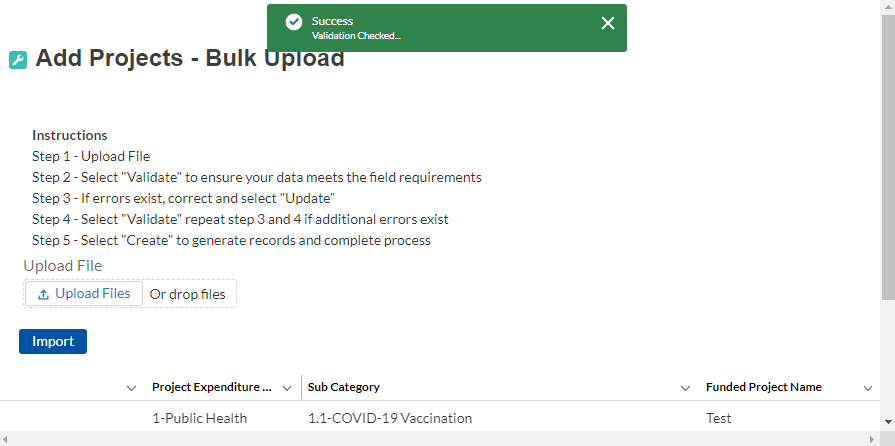 Success
Validation Checked...
Add Projects - Bulk Upload
Instructions
Step 1 - Upload File
Step 2 - Select "Validate" to ensure your data meets the field requirements
Step 3 - If errors exist, correct and select "Update"
Step 4 - Select "Validate" repeat step 3 and 4 if additional errors exist
Step 5 - Select "Create" to generate records and complete process
Upload File
Upload Files Or drop files
Import
Project Expenditure ... Sub Category Funded Project Name
1-Public Health 1.1-COVID-19 Vaccination Test